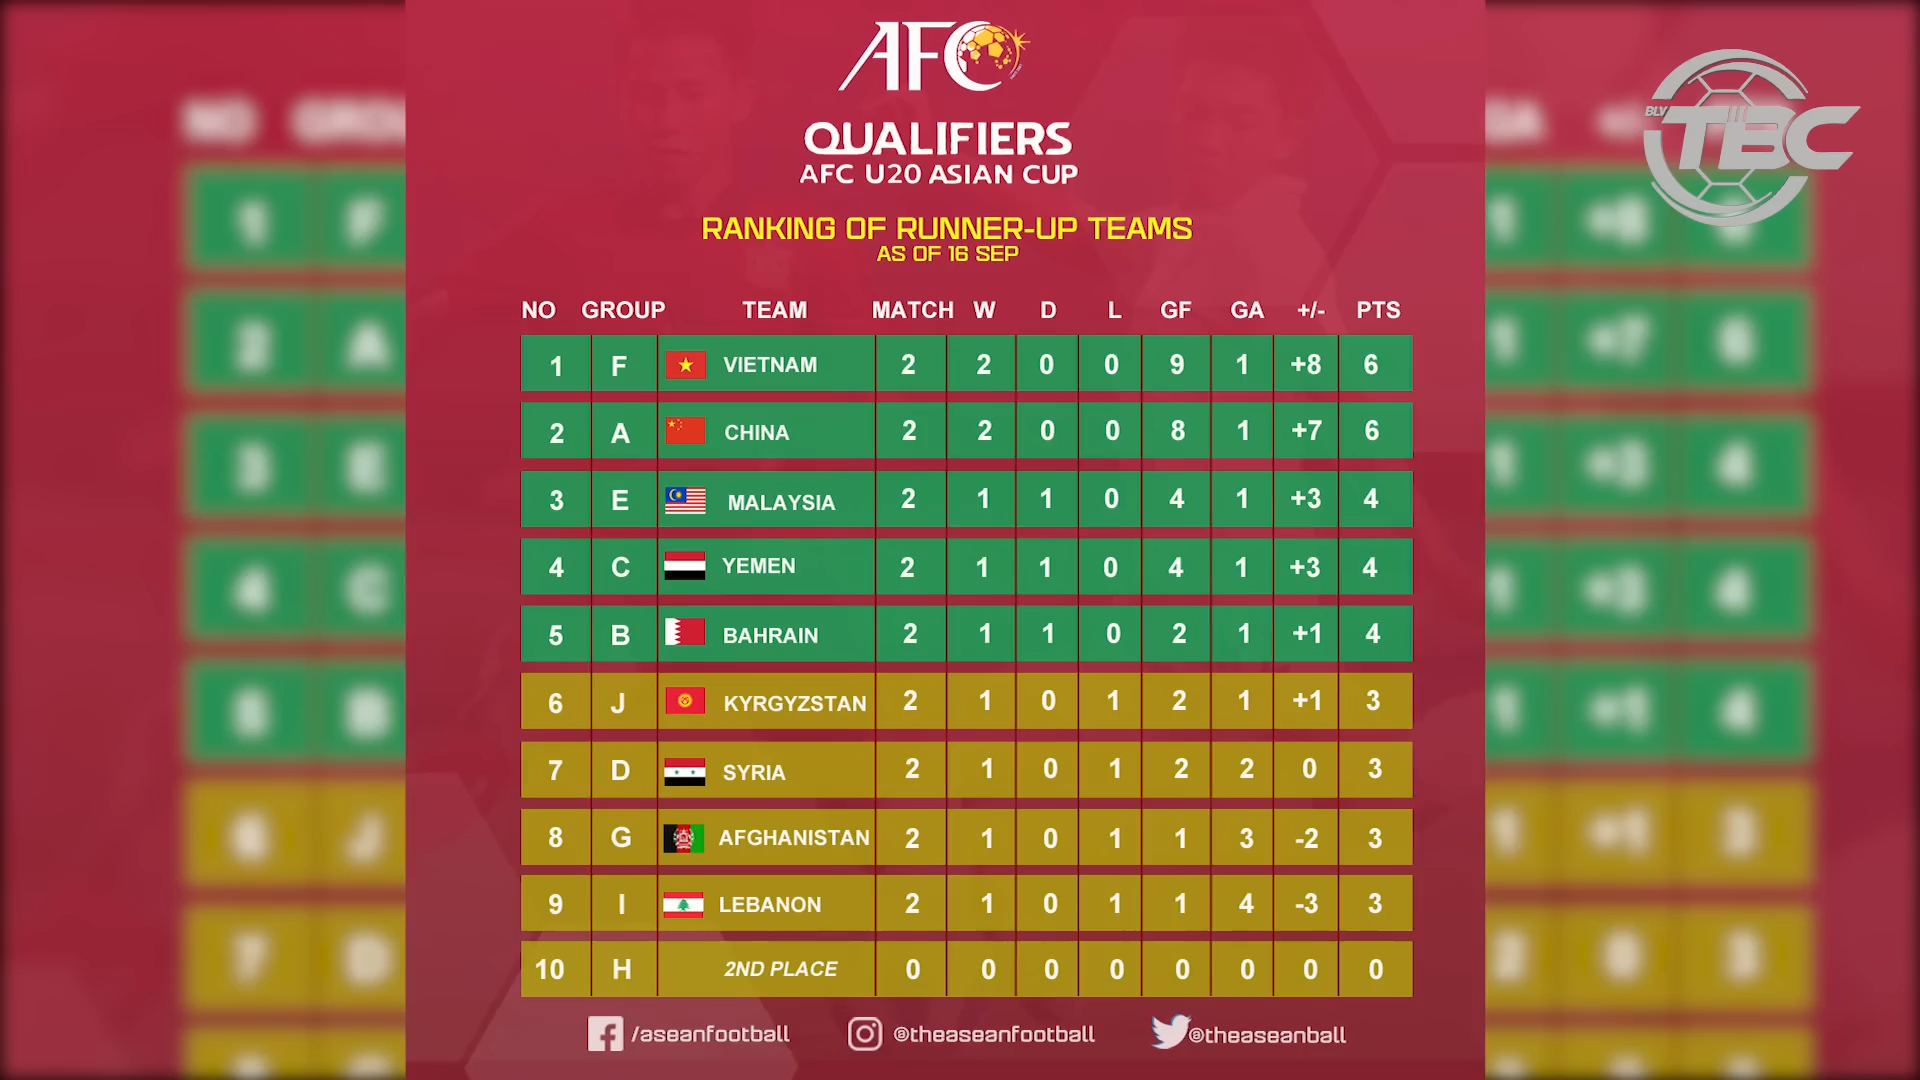 AFC
QUALIFIERS
AFC U20 ASIAN CUP
RANKING OF RUNNER-UP TEAMS
AS OF 16 SEP
BLV TBC
NO GROUP TEAM MATCH W D L GF GA +/- PTS
1 F VIETNAM 2 2 0 0 9 1 +8 6
2 A CHINA 2 2 0 0 8 1 +7 6
3 E MALAYSIA 2 1 1 0 4 1 +3 4
4 C YEMEN 2 1 1 0 4 1 +3 4
5 B BAHRAIN 2 1 1 0 2 1 +1 4
6 J KYRGYZSTAN 2 1 0 1 2 1 +1 3
7 D SYRIA 2 1 0 1 2 2 0 3
8 G AFGHANISTAN 2 1 0 1 1 3 -2 3
9 I LEBANON 2 1 0 1 1 4 -3 3
10 H 2ND PLACE 0 0 0 0 0 0 0 0
/aseanfootball @theaseanfootball @theaseanball